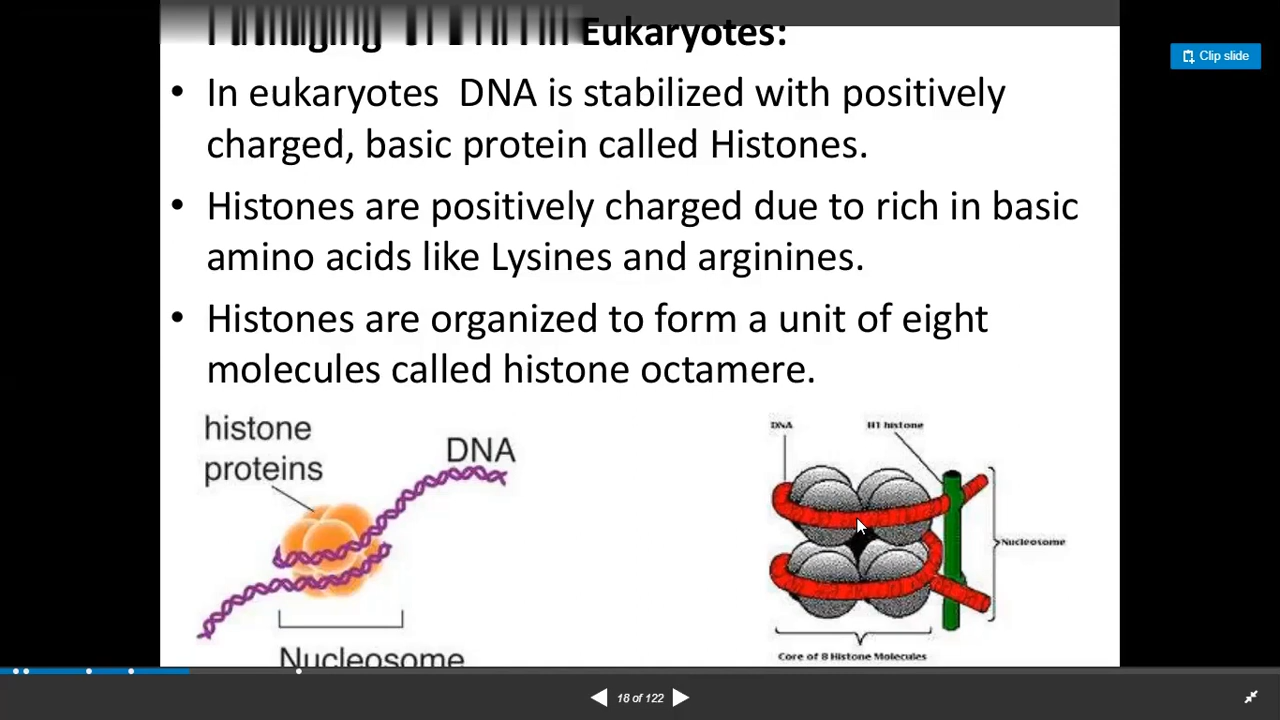 Eukaryotes:
Clip slide
• In eukaryotes DNA is stabilized with positively
charged, basic protein called Histones.
• Histones are positively charged due to rich in basic
amino acids like Lysines and arginines.
• Histones are organized to form a unit of eight
molecules called histone octamere.
histone
proteins
DNA
Nucleosome
DNA
H1 histone
Nucleosome
Core of 8 Histone Molecules
18 of 122